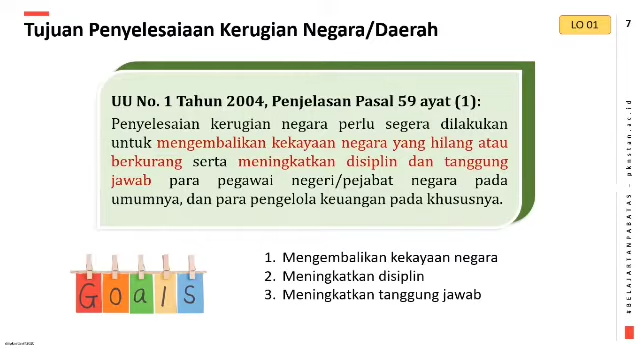 Tujuan Penyelesaiaan Kerugian Negara/Daerah
LO 01
7
UU No. 1 Tahun 2004, Penjelasan Pasal 59 ayat (1):
Penyelesaian kerugian negara perlu segera dilakukan
untuk mengembalikan kekayaan negara yang hilang atau
berkurang serta meningkatkan disiplin dan tanggung
jawab para pegawai negeri/pejabat negara pada
umumnya, dan para pengelola keuangan pada khususnya.
Goals
1. Mengembalikan kekayaan negara
2. Meningkatkan disiplin
3. Meningkatkan tanggung jawab
#BELAJARTANPABATAS - pknstan.ac.id